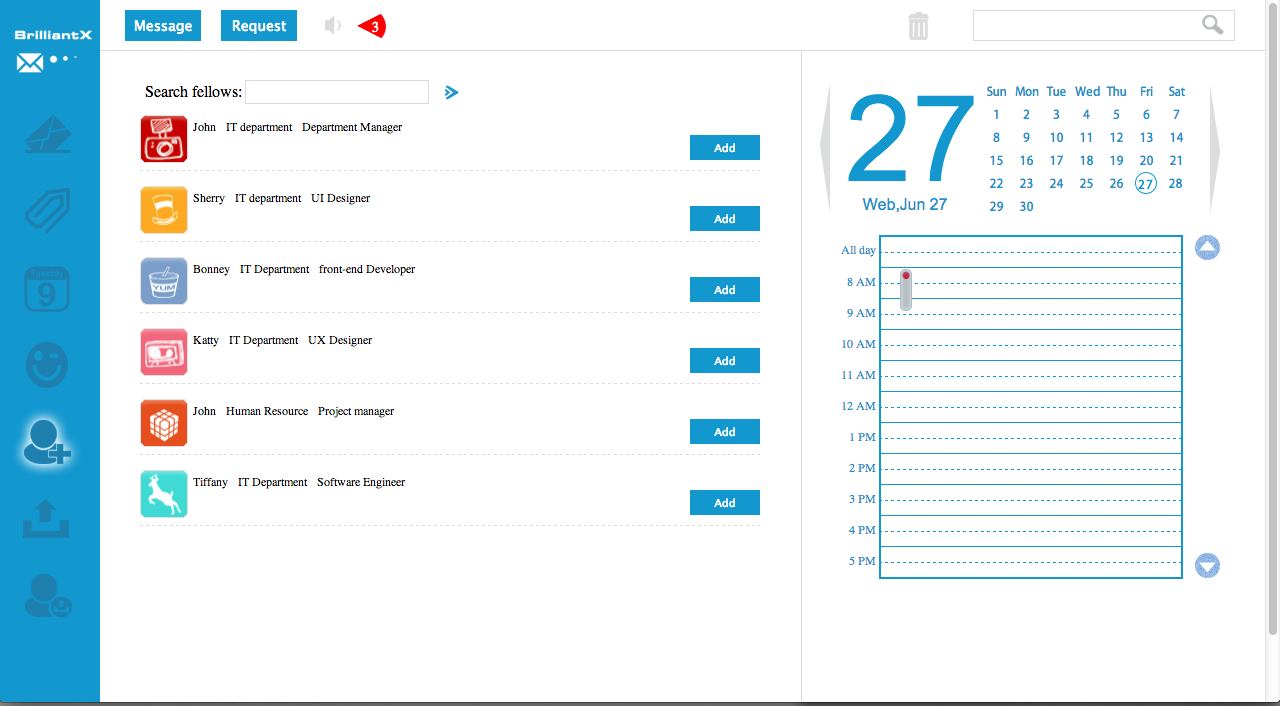 BrilliantX
Message Request 3
Search fellows:
John IT department Department Manager
Add
Sherry IT department UI Designer
Add
YUM
Bonney IT Department front-end Developer
Add
Katty IT Department UX Designer
Add
John Human Resource Project manager
Add
Tiffany IT Department Software Engineer
Add
9
27
Web,Jun 27
Sun Mon Tue Wed Thu Fri Sat
1 2 3 4 5 6 7
8 9 10 11 12 13 14
15 16 17 18 19 20 21
22 23 24 25 26 27 28
29 30
All day
8 AM
9 AM
10 AM
11 AM
12 AM
1 PM
2 PM
3 PM
4 PM
5 PM